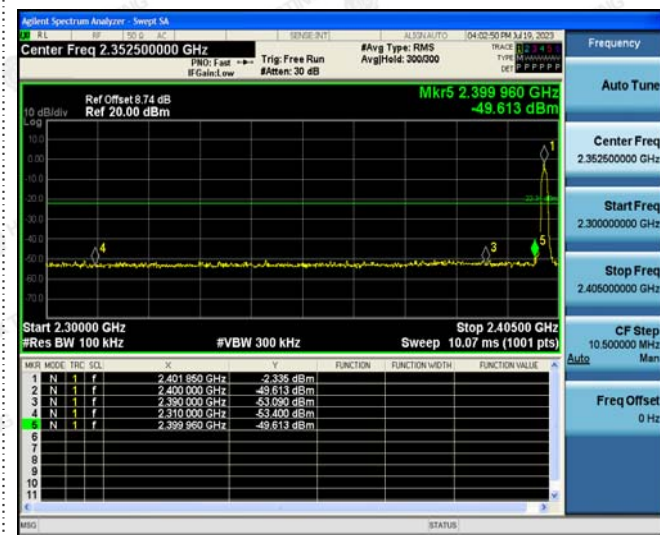 Agilent Spectrum Analyzer - Swept SA
RL RF 50 Ω AC SENSE:INT ALIGNAUTO 04:02:50 PM Jul 19, 2023
Center Freq 2.352500000 GHz
PNO: Fast Trig: Free Run #Avg Type: RMS TRACE 1 2 3 4 5 6
IFGain:Low #Atten: 30 dB Avg|Hold: 300/300 TYPE
DET P P P P P P
Mkr5 2.399 960 GHz
-49.613 dBm
Ref Offset 8.74 dB
10 dB/div Ref 20.00 dBm
Log
10.0
0.00
-10.0
-20.0
-30.0
-40.0
-50.0
-60.0
-70.0
1
4
3
5
Start 2.30000 GHz Stop 2.40500 GHz
#Res BW 100 kHz #VBW 300 kHz Sweep 10.07 ms (1001 pts)
MKR MODE TRC SCL X Y FUNCTION FUNCTION WIDTH FUNCTION VALUE
1 N 1 f 2.401 850 GHz -2.335 dBm
2 N 1 f 2.400 000 GHz -49.613 dBm
3 N 1 f 2.390 000 GHz -53.090 dBm
4 N 1 f 2.310 000 GHz -53.400 dBm
5 N 1 f 2.399 960 GHz -49.613 dBm
6
7
8
9
10
11
MSG STATUS
Frequency
Auto Tune
Center Freq
2.352500000 GHz
Start Freq
2.300000000 GHz
Stop Freq
2.405000000 GHz
CF Step
10.500000 MHz
Auto Man
Freq Offset
0 Hz